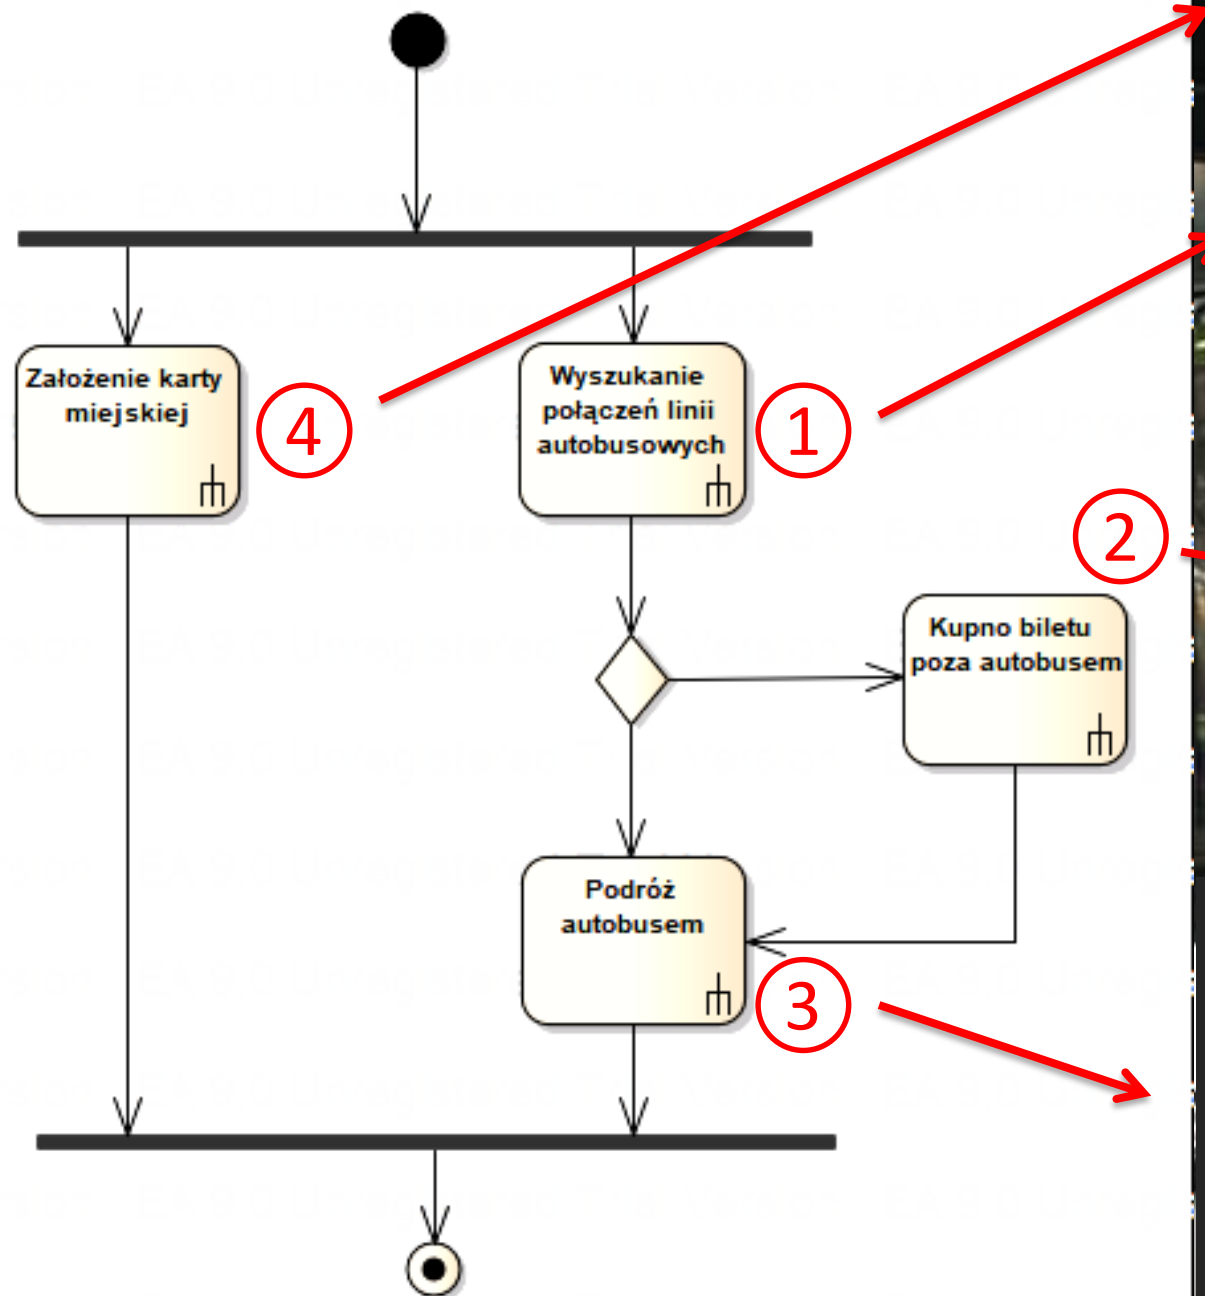 Założenie karty
miejskiej
4
Wyszukanie
połączeń linii
autobusowych
1
2
Kupno biletu
poza autobusem
Podróż
autobusem
3